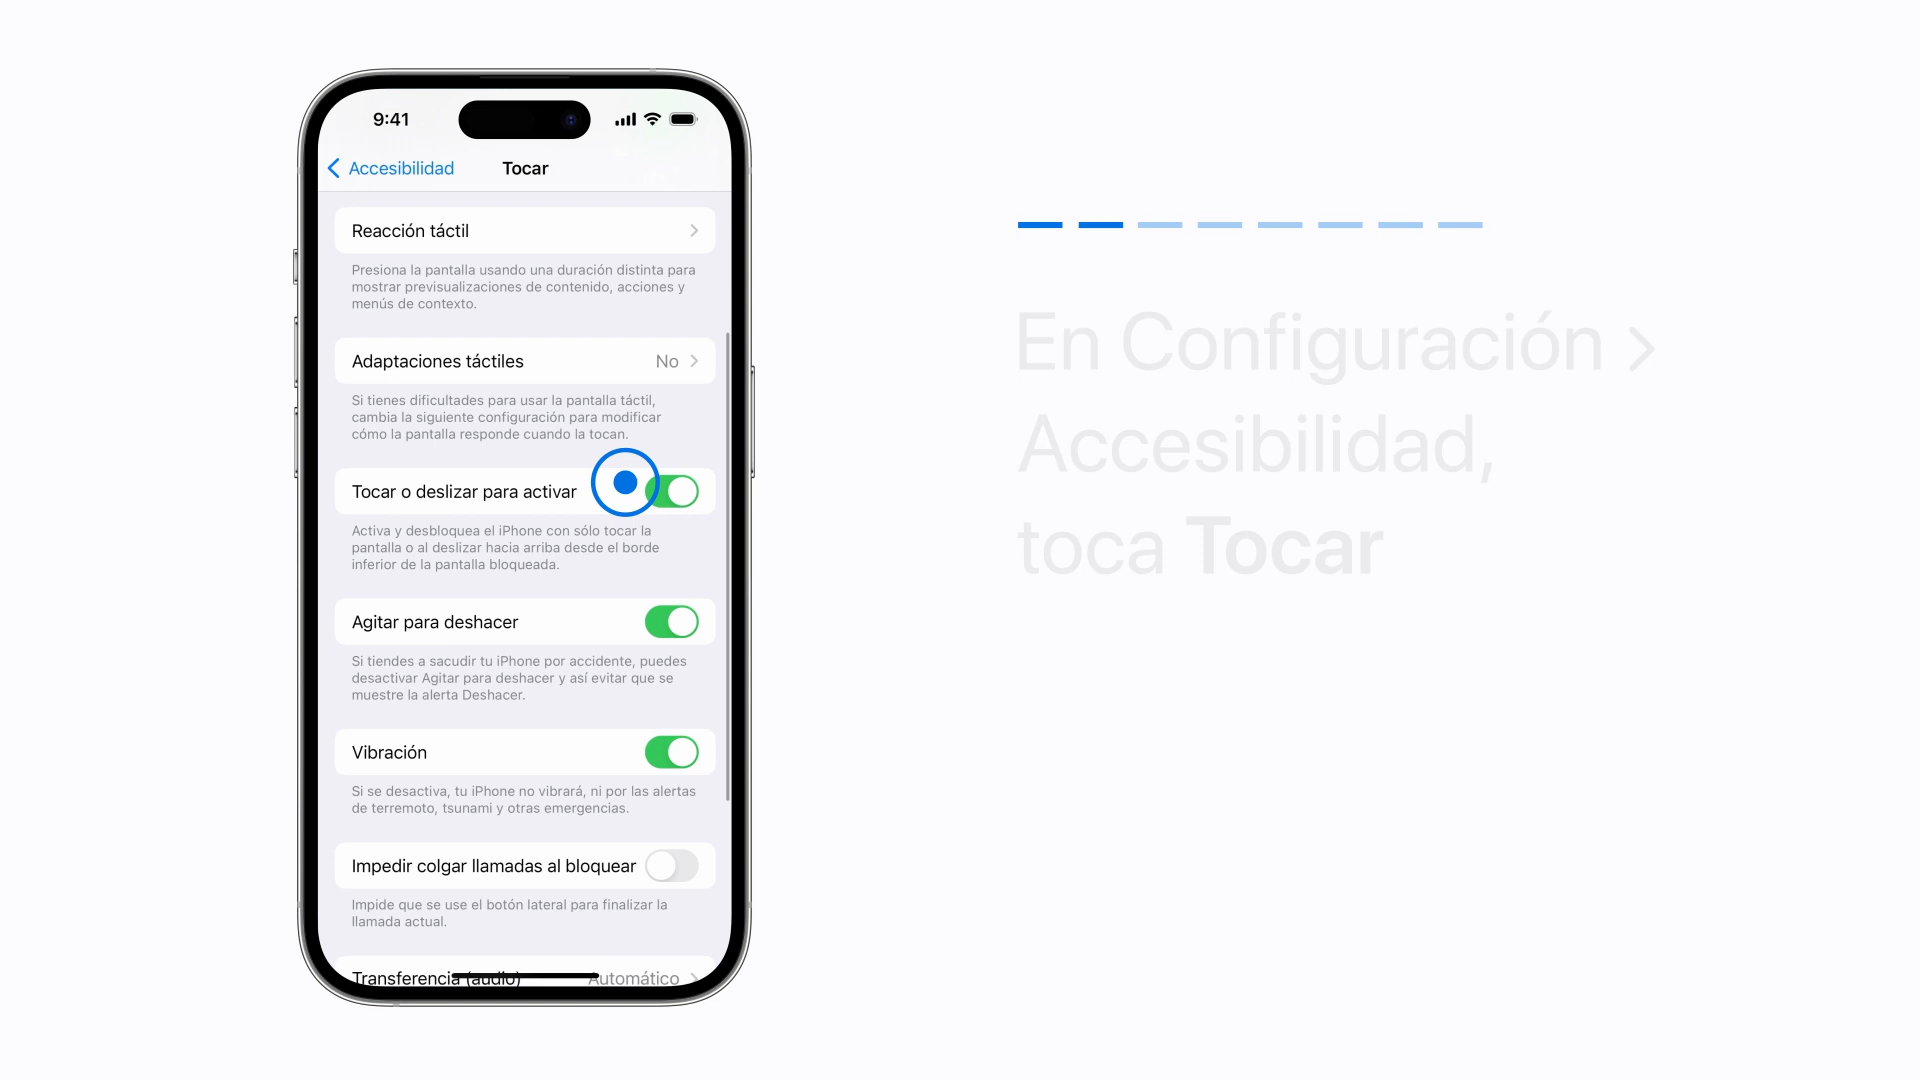 9:41
Accesibilidad
Tocar
Reacción táctil
Presiona la pantalla usando una duración distinta para
mostrar previsualizaciones de contenido, acciones y
menús de contexto.
Adaptaciones táctiles No
Si tienes dificultades para usar la pantalla táctil,
cambia la siguiente configuración para modificar
cómo la pantalla responde cuando la tocan.
Tocar o deslizar para activar
Activa y desbloquea el iPhone con sólo tocar la
pantalla o al deslizar hacia arriba desde el borde
inferior de la pantalla bloqueada.
Agitar para deshacer
Si tiendes a sacudir tu iPhone por accidente, puedes
desactivar Agitar para deshacer y así evitar que se
muestre la alerta Deshacer.
Vibración
Si se desactiva, tu iPhone no vibrará, ni por las alertas
de terremoto, tsunami y otras emergencias.
Impedir colgar llamadas al bloquear
Impide que se use el botón lateral para finalizar la
llamada actual.
Transferencia (audio) Automático
En Configuración >
Accesibilidad,
toca Tocar